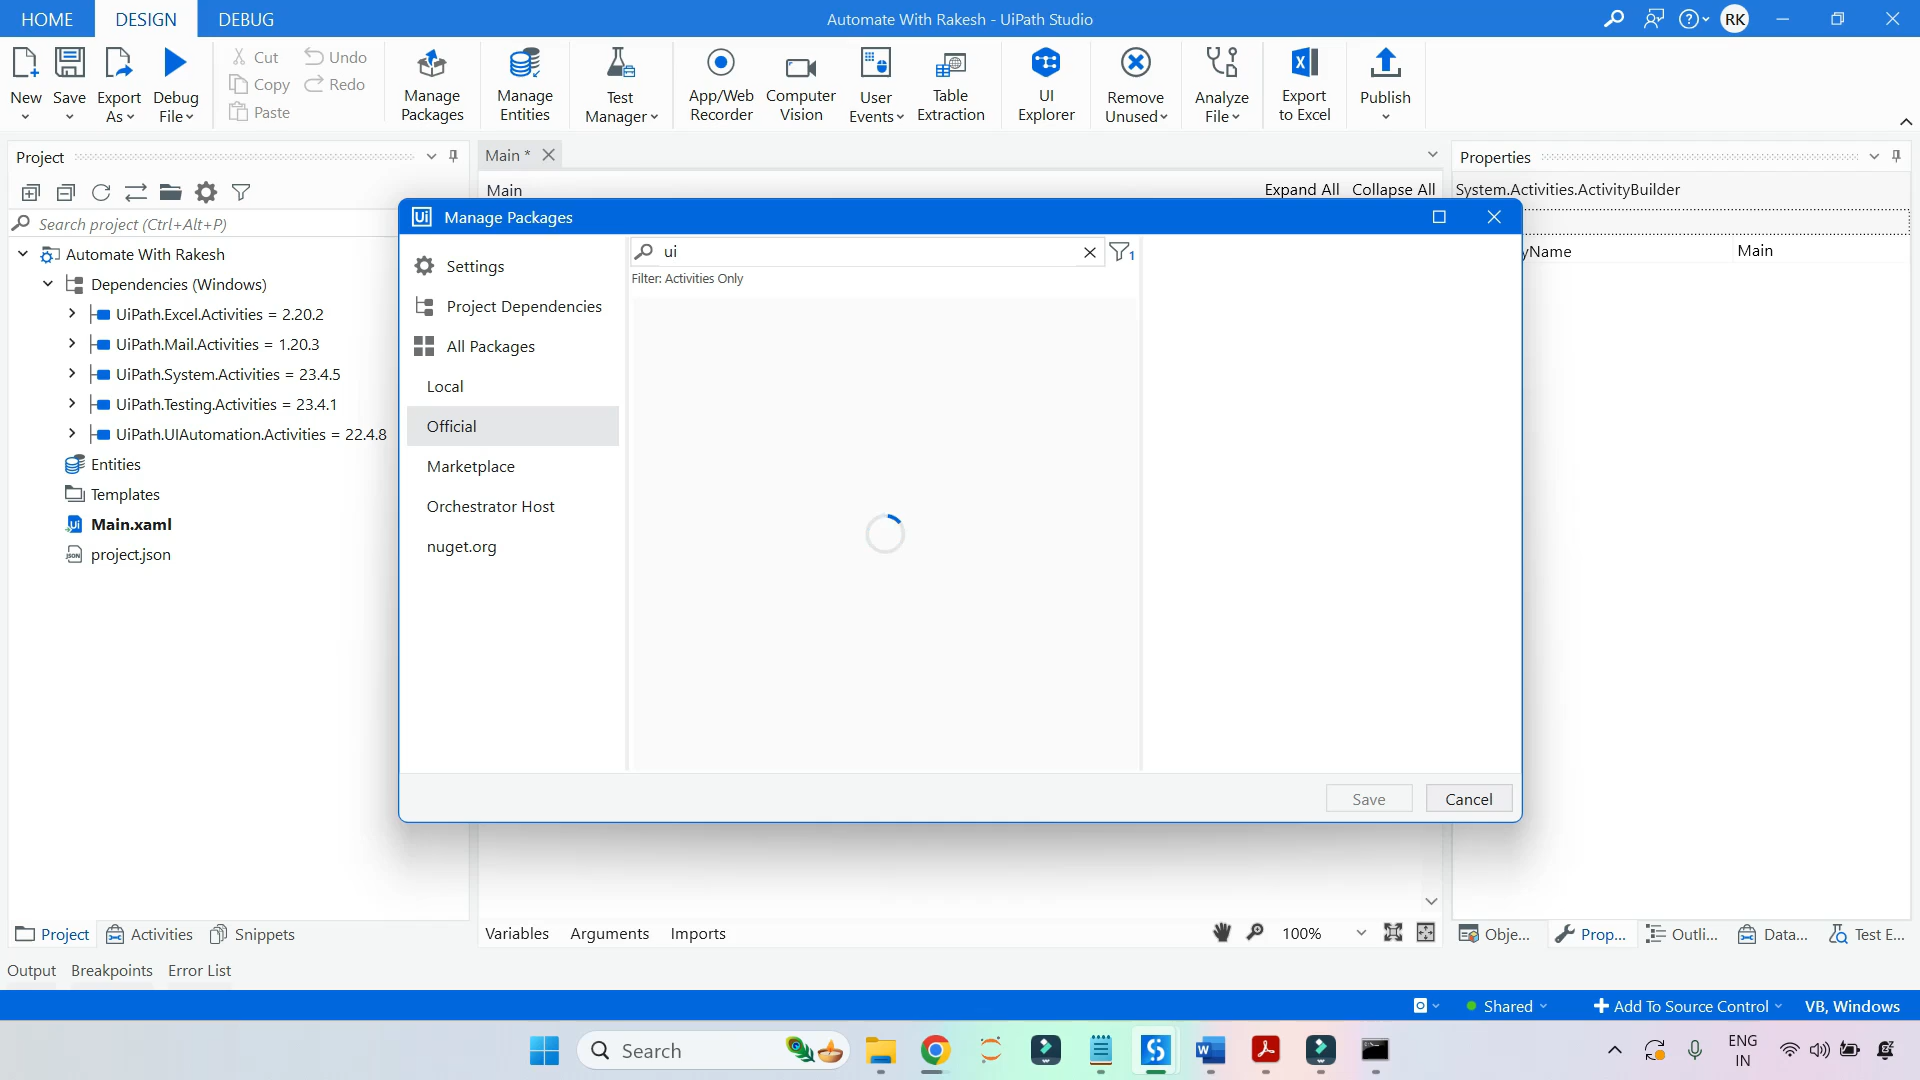 HOME DESIGN DEBUG
Automate With Rakesh - UiPath Studio
RK
New
Save
Export As
Debug File
Cut
Copy
Paste
Undo
Redo
Manage Packages
Manage Entities
Test Manager
App/Web Recorder
Computer Vision
User Events
Table Extraction
UI Explorer
Remove Unused
Analyze File
Export to Excel
Publish
Project
Search project (Ctrl+Alt+P)
Automate With Rakesh
Dependencies (Windows)
UiPath.Excel.Activities = 2.20.2
UiPath.Mail.Activities = 1.20.3
UiPath.System.Activities = 23.4.5
UiPath.Testing.Activities = 23.4.1
UiPath.UIAutomation.Activities = 22.4.8
Entities
Templates
Main.xaml
JSON
project.json
Main *
Main
Expand All Collapse All
Ui Manage Packages
Settings
Project Dependencies
All Packages
Local
Official
Marketplace
Orchestrator Host
nuget.org
ui
1
Filter: Activities Only
Save Cancel
Properties
System.Activities.ActivityBuilder
yName Main
Project Activities Snippets
Variables Arguments Imports
100%
Obje... Prop... Outli... Data... Test E...
Output Breakpoints Error List
Shared
Add To Source Control
VB, Windows
Search
ENG
IN